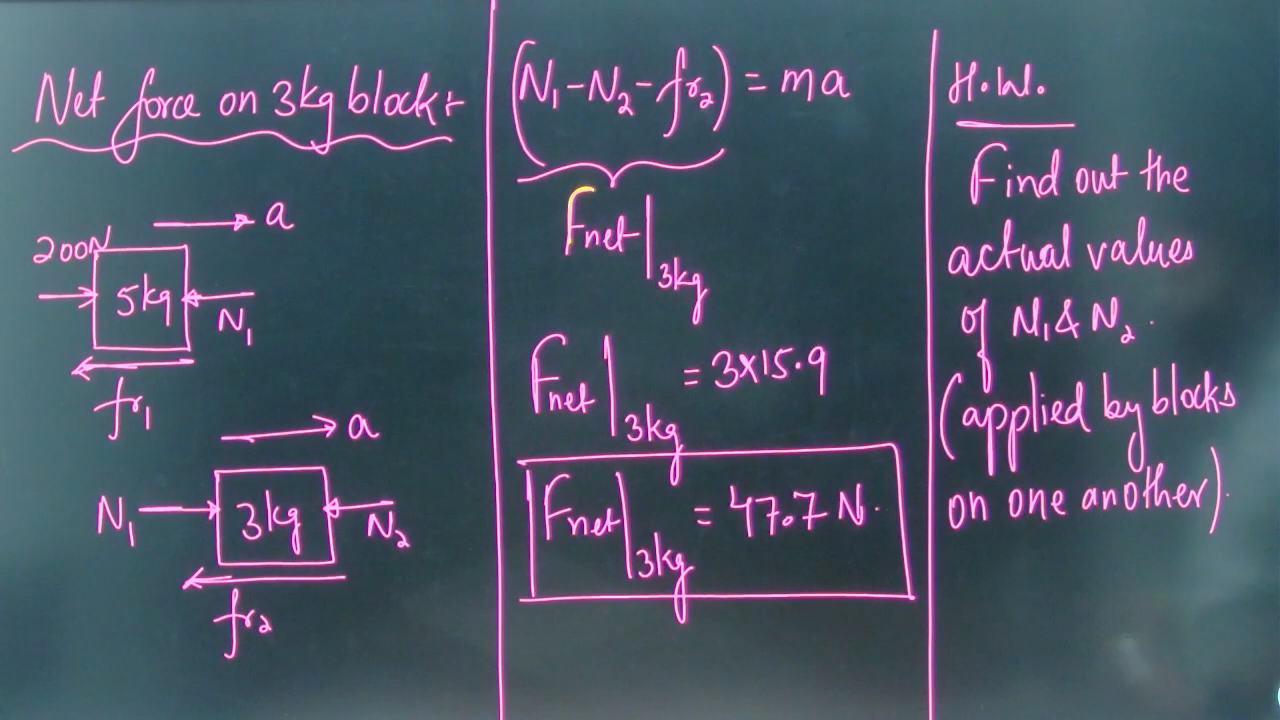 Net force on 3kg block:-
a
200N
5kg
N₁
fr₁
a
N₁
3kg
N₂
fr₂
(N₁-N₂-fr₂) = ma
Fnet|3kg
Fnet|3kg = 3×15.9
Fnet|3kg = 47.7 N.
H.W.
Find out the
actual values
of N₁ & N₂.
(applied by blocks
on one another).